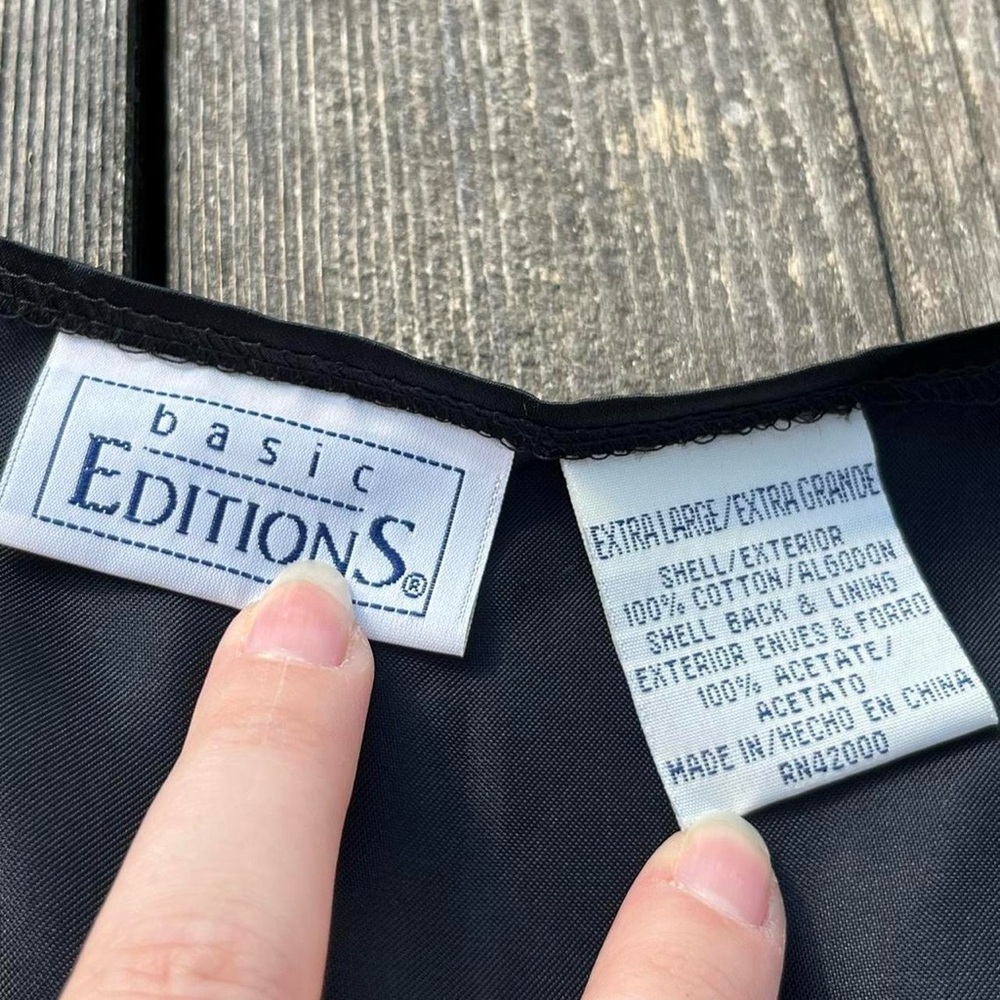 basic
EDITIONS®
EXTRA LARGE/EXTRA GRANDE
SHELL/EXTERIOR
100% COTTON/ALGODON
SHELL BACK & LINING
EXTERIOR ENVES & FORRO
100% ACETATE/
ACETATO
MADE IN/HECHO EN CHINA
RN42000